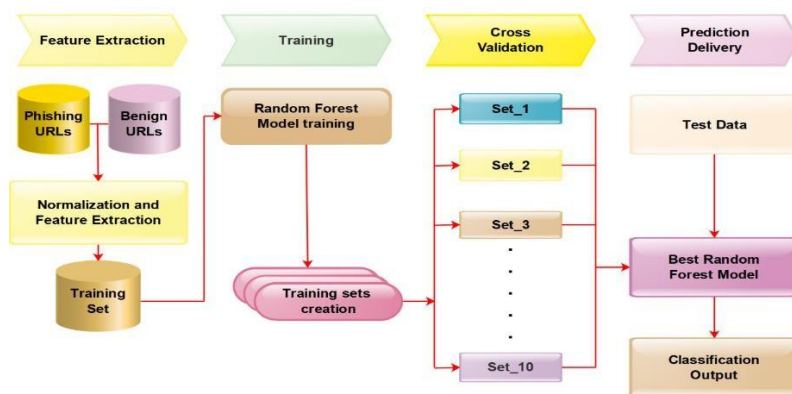 Feature Extraction
Training
Cross
Validation
Prediction
Delivery
Phishing
URLs
Benign
URLs
Normalization and
Feature Extraction
Training
Set
Random Forest
Model training
Training sets
creation
Set_1
Set_2
Set_3
Set_10
Test Data
Best Random
Forest Model
Classification
Output